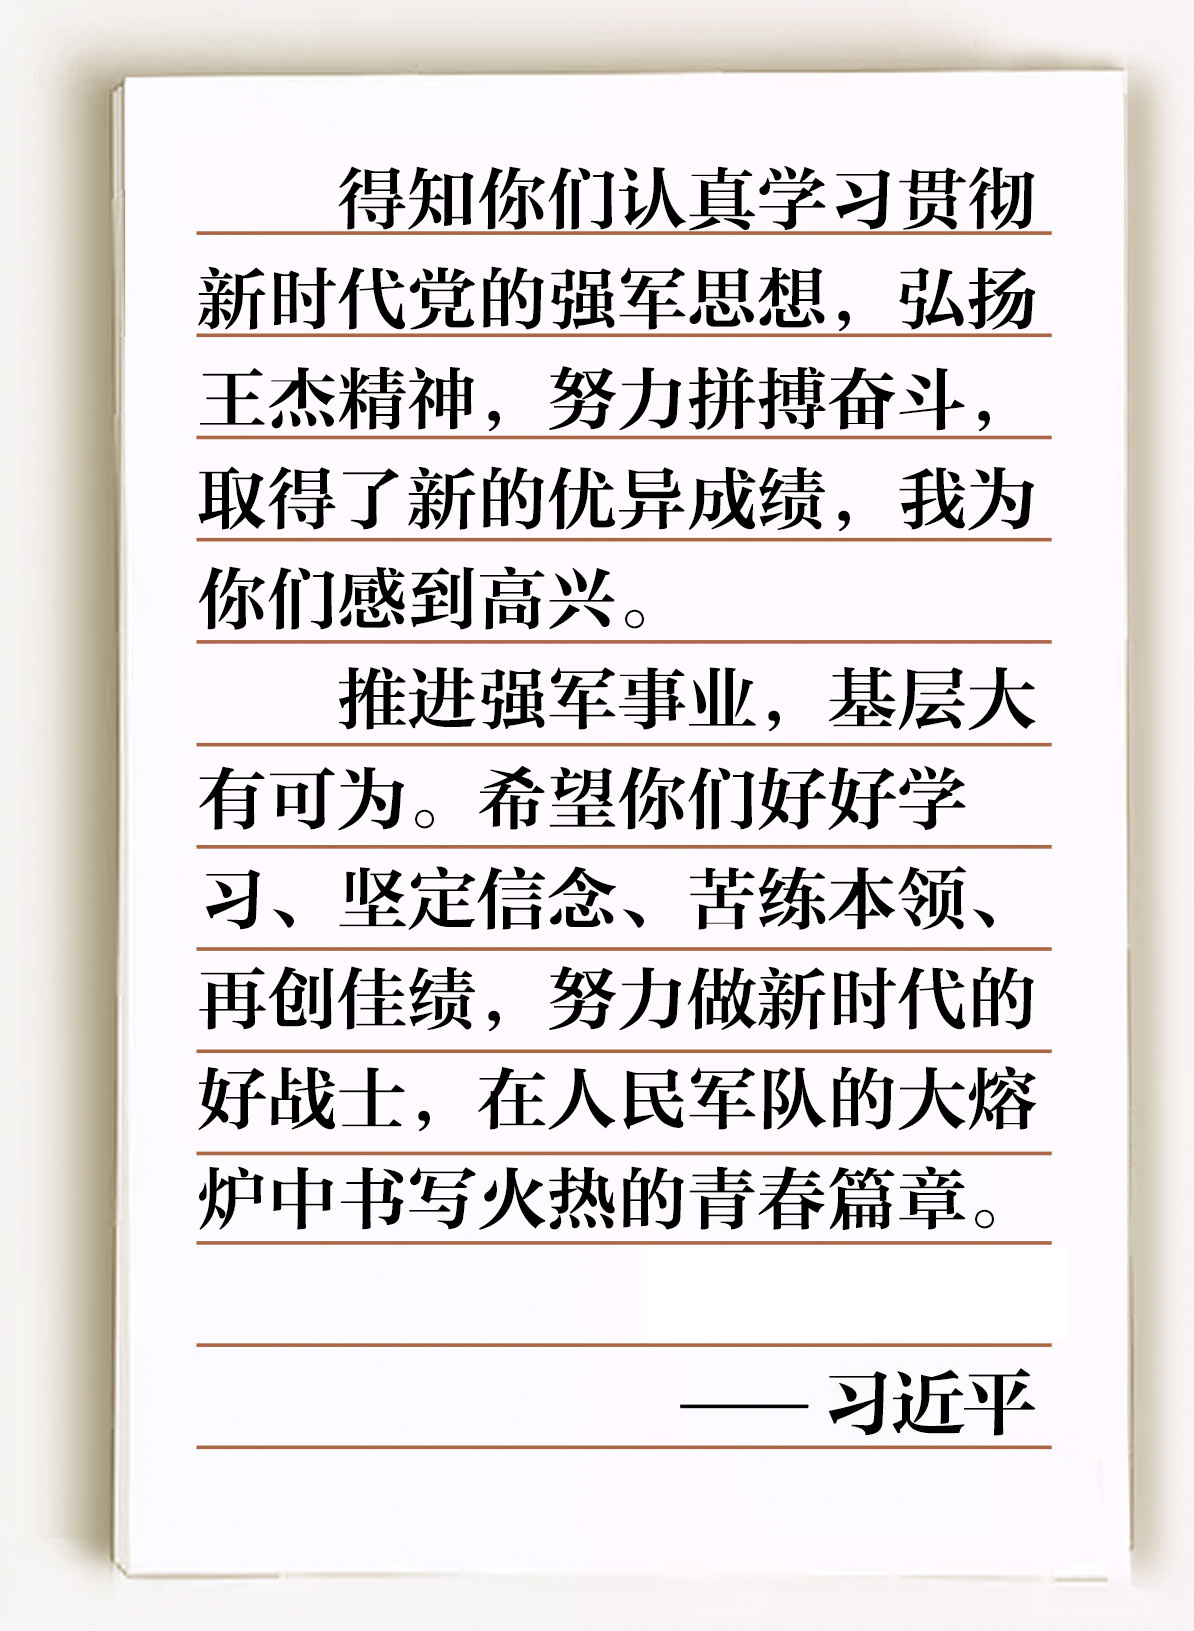 得知你们认真学习贯彻
新时代党的强军思想，弘扬
王杰精神，努力拼搏奋斗，
取得了新的优异成绩，我为
你们感到高兴。
推进强军事业，基层大
有可为。希望你们好好学
习、坚定信念、苦练本领、
再创佳绩，努力做新时代的
好战士，在人民军队的大熔
炉中书写火热的青春篇章。
——习近平